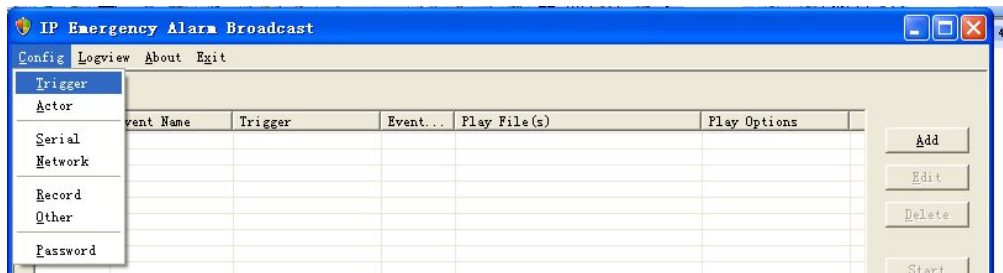 IP Emergency Alarm Broadcast
Config Logview About Exit
Trigger
Actor
Serial
Network
Record
Other
Password
vent Name Trigger Event... Play File(s) Play Options
Add
Edit
Delete
Start